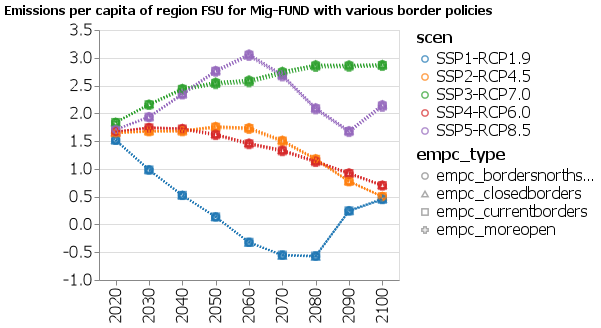 Emissions per capita of region FSU for Mig-FUND with various border policies
3.5
3.0
2.5
2.0
1.5
1.0
0.5
0.0
-0.5
-1.0
2020
2030
2040
2050
2060
2070
2080
2090
2100
scen
SSP1-RCP1.9
SSP2-RCP4.5
SSP3-RCP7.0
SSP4-RCP6.0
SSP5-RCP8.5
empc_type
empc_bordersnorths...
empc_closedborders
empc_currentborders
empc_moreopen